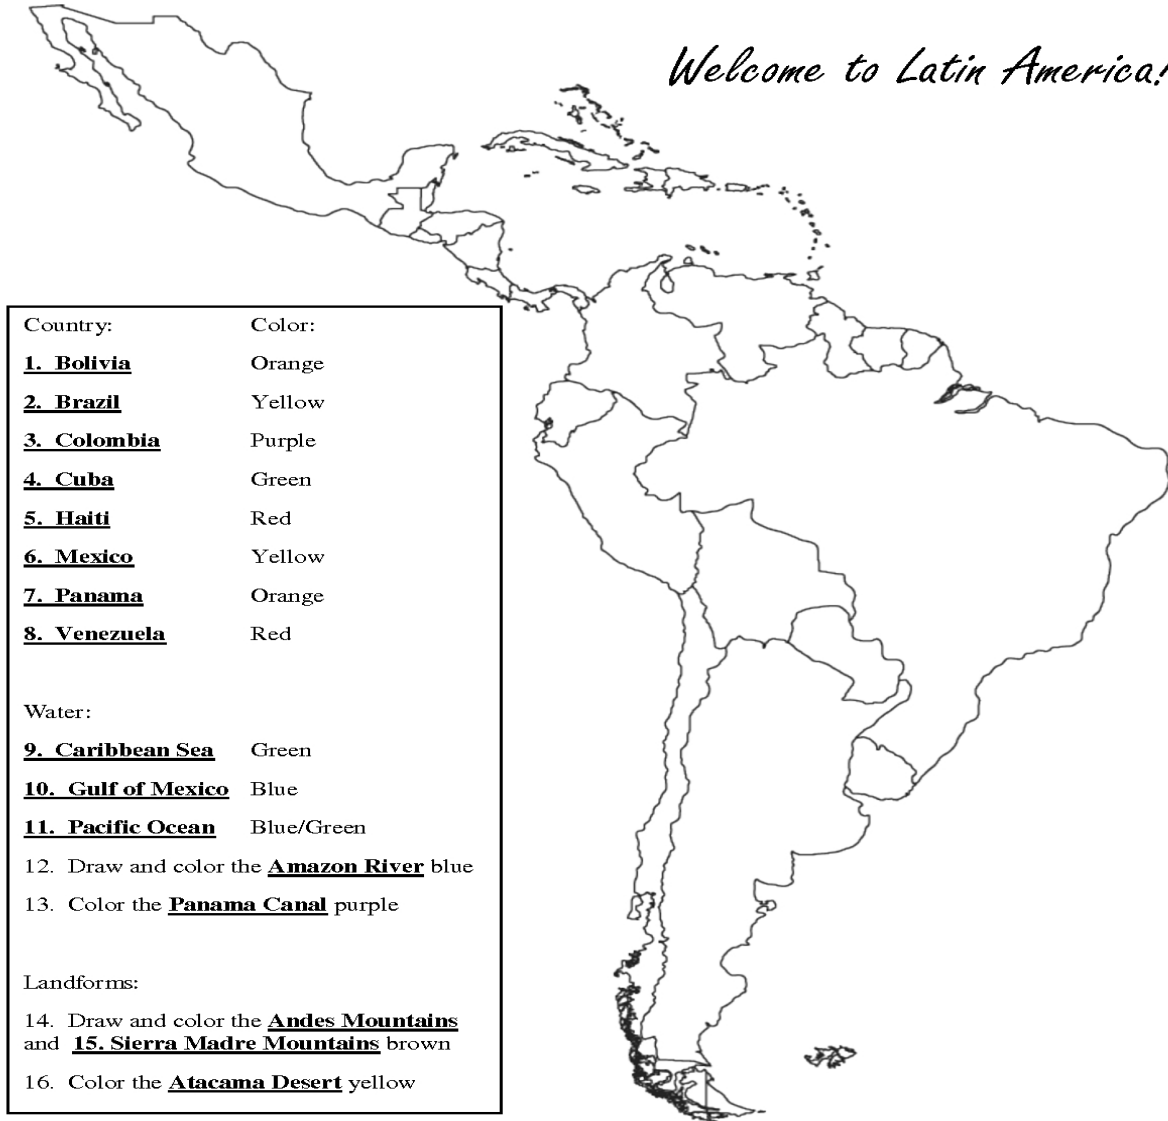 Welcome to Latin America!
Country: Color:
1. Bolivia Orange
2. Brazil Yellow
3. Colombia Purple
4. Cuba Green
5. Haiti Red
6. Mexico Yellow
7. Panama Orange
8. Venezuela Red
Water:
9. Caribbean Sea Green
10. Gulf of Mexico Blue
11. Pacific Ocean Blue/Green
12. Draw and color the Amazon River blue
13. Color the Panama Canal purple
Landforms:
14. Draw and color the Andes Mountains
and 15. Sierra Madre Mountains brown
16. Color the Atacama Desert yellow